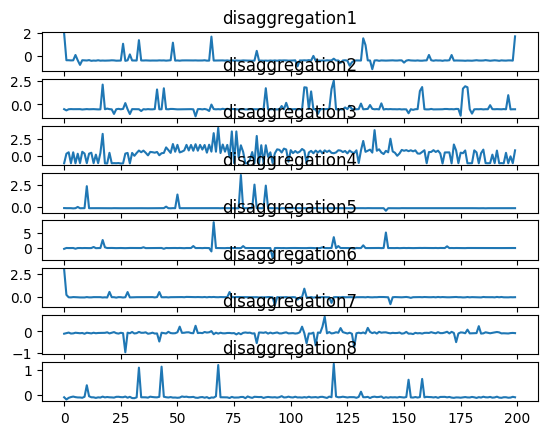 disaggregation1
2
0
disaggregation2
2.5
0.0
disaggregation3
2.5
0.0
disaggregation4
2.5
0.0
disaggregation5
5
0
disaggregation6
2.5
0.0
disaggregation7
0
−1
disaggregation8
1
0
0 25 50 75 100 125 150 175 200